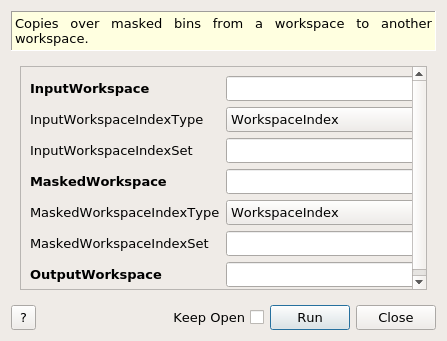 Copies over masked bins from a workspace to another
workspace.
InputWorkspace
InputWorkspaceIndexType WorkspaceIndex
InputWorkspaceIndexSet
MaskedWorkspace
MaskedWorkspaceIndexType WorkspaceIndex
MaskedWorkspaceIndexSet
OutputWorkspace
? Keep Open Run Close